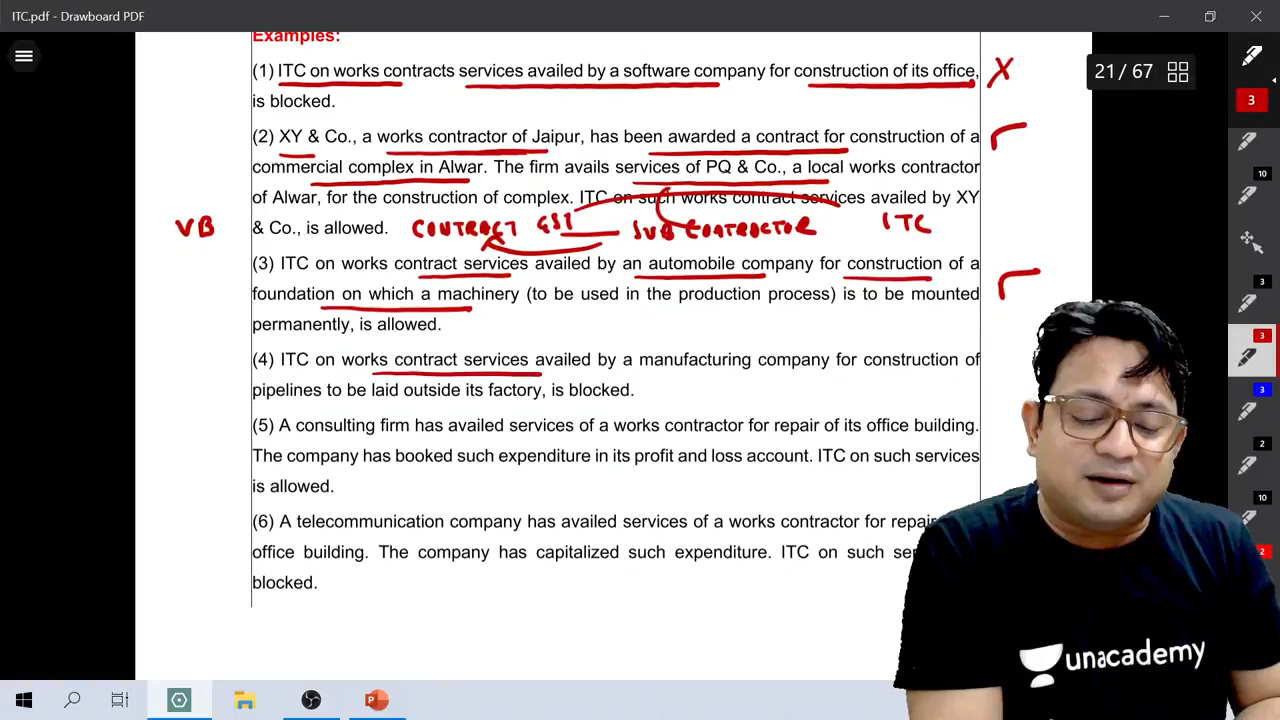 ITC.pdf - Drawboard PDF
Examples:
21 / 67
(1) ITC on works contracts services availed by a software company for construction of its office,
is blocked.
(2) XY & Co., a works contractor of Jaipur, has been awarded a contract for construction of a
commercial complex in Alwar. The firm avails services of PQ & Co., a local works contractor
of Alwar, for the construction of complex. ITC on such works contract services availed by XY
& Co., is allowed.
VB
CONTRACT GST SUB CONTRACTOR ITC
(3) ITC on works contract services availed by an automobile company for construction of a
foundation on which a machinery (to be used in the production process) is to be mounted
permanently, is allowed.
(4) ITC on works contract services availed by a manufacturing company for construction of
pipelines to be laid outside its factory, is blocked.
(5) A consulting firm has availed services of a works contractor for repair of its office building.
The company has booked such expenditure in its profit and loss account. ITC on such services
is allowed.
(6) A telecommunication company has availed services of a works contractor for repair
office building. The company has capitalized such expenditure. ITC on such
blocked.
3
10
3
3
3
2
10
2
unacademy